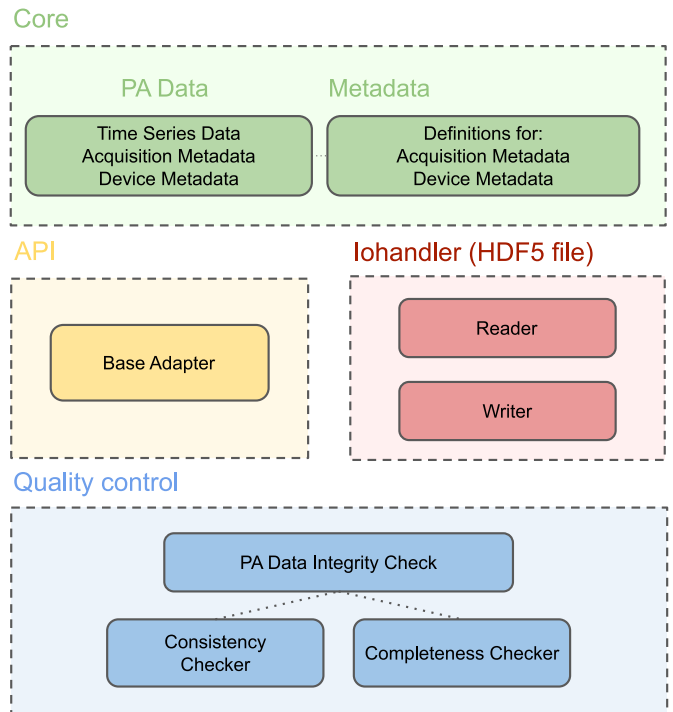 Core
PA Data
Metadata
Time Series Data
Acquisition Metadata
Device Metadata
Definitions for:
Acquisition Metadata
Device Metadata
API
Iohandler (HDF5 file)
Base Adapter
Reader
Writer
Quality control
PA Data Integrity Check
Consistency
Checker
Completeness Checker